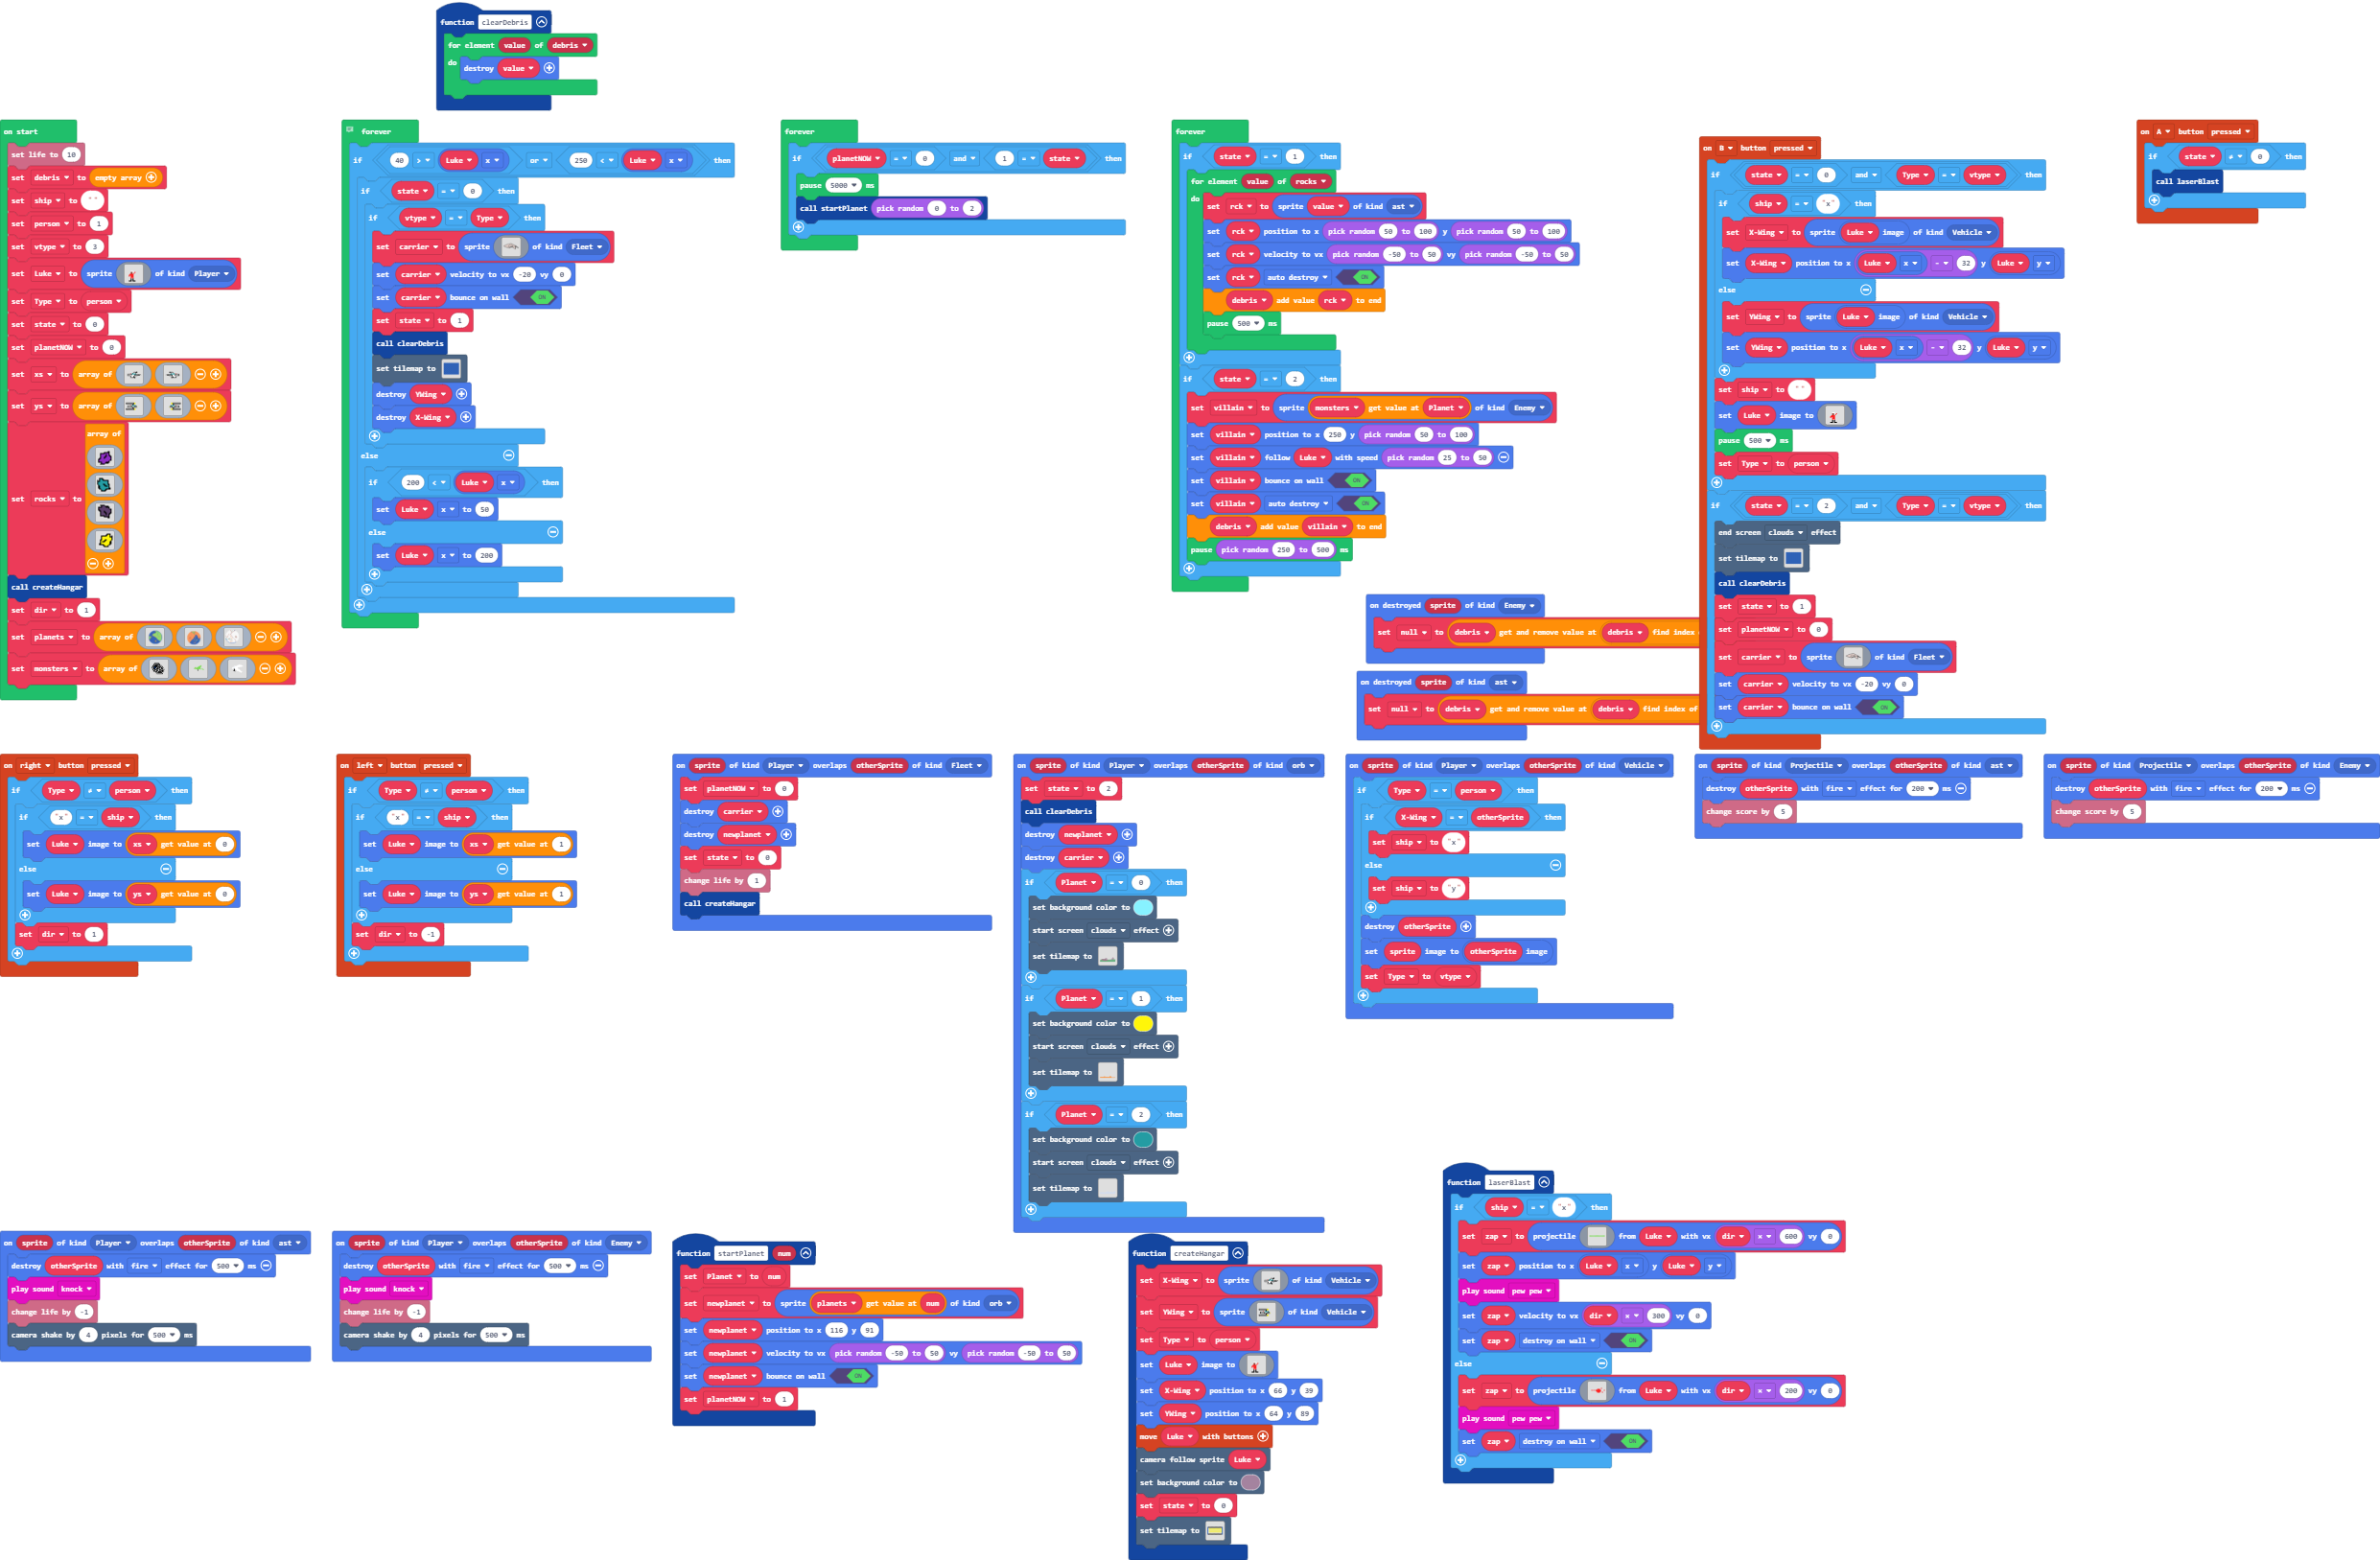 function clearDebris
for element value of debris
do
destroy value
on start
set life to 10
set debris to empty array
set ship to " "
set person to 1
set vtype to 3
set Luke to sprite of kind Player
set Type to person
set state to 0
set planetNOW to 0
set xs to array of
set ys to array of
array of
set rocks to
call createHangar
set dir to 1
set planets to array of
set monsters to array of
forever
if 40 > Luke x or 250 < Luke x then
if state = 0 then
if vtype = Type then
set carrier to sprite of kind Fleet
set carrier velocity to vx -20 vy 0
set carrier bounce on wall ON
set state to 1
call clearDebris
set tilemap to
destroy YWing
destroy X-Wing
else
if 200 < Luke x then
set Luke x to 50
else
set Luke x to 200
forever
if planetNOW = 0 and 1 = state then
pause 5000 ms
call startPlanet pick random 0 to 2
forever
if state = 1 then
for element value of rocks
do
set rck to sprite value of kind ast
set rck position to x pick random 50 to 100 y pick random 50 to 100
set rck velocity to vx pick random -50 to 50 vy pick random -50 to 50
set rck auto destroy ON
debris add value rck to end
pause 500 ms
if state = 2 then
set villain to sprite monsters get value at Planet of kind Enemy
set villain position to x 250 y pick random 50 to 100
set villain follow Luke with speed pick random 25 to 50
set villain bounce on wall ON
set villain auto destroy ON
debris add value villain to end
pause pick random 250 to 500 ms
on destroyed sprite of kind Enemy
set null to debris get and remove value at debris find index
on destroyed sprite of kind ast
set null to debris get and remove value at debris find index of
on B button pressed
if state = 0 and Type = vtype then
if ship = "x" then
set X-Wing to sprite Luke image of kind Vehicle
set X-Wing position to x Luke x - 32 y Luke y
else
set YWing to sprite Luke image of kind Vehicle
set YWing position to x Luke x - 32 y Luke y
set ship to " "
set Luke image to
pause 500 ms
set Type to person
if state = 2 and Type = vtype then
end screen clouds effect
set tilemap to
call clearDebris
set state to 1
set planetNOW to 0
set carrier to sprite of kind Fleet
set carrier velocity to vx -20 vy 0
set carrier bounce on wall ON
on A button pressed
if state ≠ 0 then
call laserBlast
on right button pressed
if Type ≠ person then
if "x" = ship then
set Luke image to xs get value at 0
else
set Luke image to ys get value at 0
set dir to 1
on left button pressed
if Type ≠ person then
if "x" = ship then
set Luke image to xs get value at 1
else
set Luke image to ys get value at 1
set dir to -1
on sprite of kind Player overlaps otherSprite of kind Fleet
set planetNOW to 0
destroy carrier
destroy newplanet
set state to 0
change life by 1
call createHangar
on sprite of kind Player overlaps otherSprite of kind orb
set state to 2
call clearDebris
destroy newplanet
destroy carrier
if Planet = 0 then
set background color to
start screen clouds effect
set tilemap to
if Planet = 1 then
set background color to
start screen clouds effect
set tilemap to
if Planet = 2 then
set background color to
start screen clouds effect
set tilemap to
on sprite of kind Player overlaps otherSprite of kind Vehicle
if Type = person then
if X-Wing = otherSprite then
set ship to "x"
else
set ship to "y"
destroy otherSprite
set sprite image to otherSprite image
set Type to vtype
on sprite of kind Projectile overlaps otherSprite of kind ast
destroy otherSprite with fire effect for 200 ms
change score by 5
on sprite of kind Projectile overlaps otherSprite of kind Enemy
destroy otherSprite with fire effect for 200 ms
change score by 5
on sprite of kind Player overlaps otherSprite of kind ast
destroy otherSprite with fire effect for 500 ms
play sound knock
change life by -1
camera shake by 4 pixels for 500 ms
on sprite of kind Player overlaps otherSprite of kind Enemy
destroy otherSprite with fire effect for 500 ms
play sound knock
change life by -1
camera shake by 4 pixels for 500 ms
function startPlanet num
set Planet to num
set newplanet to sprite planets get value at num of kind orb
set newplanet position to x 116 y 91
set newplanet velocity to vx pick random -50 to 50 vy pick random -50 to 50
set newplanet bounce on wall ON
set planetNOW to 1
function createHangar
set X-Wing to sprite of kind Vehicle
set YWing to sprite of kind Vehicle
set Type to person
set Luke image to
set X-Wing position to x 66 y 39
set YWing position to x 64 y 89
move Luke with buttons
camera follow sprite Luke
set background color to
set state to 0
set tilemap to
function laserBlast
if ship = "x" then
set zap to projectile from Luke with vx dir × 600 vy 0
set zap position to x Luke x y Luke y
play sound pew pew
set zap velocity to vx dir × 300 vy 0
set zap destroy on wall ON
else
set zap to projectile from Luke with vx dir × 200 vy 0
play sound pew pew
set zap destroy on wall ON